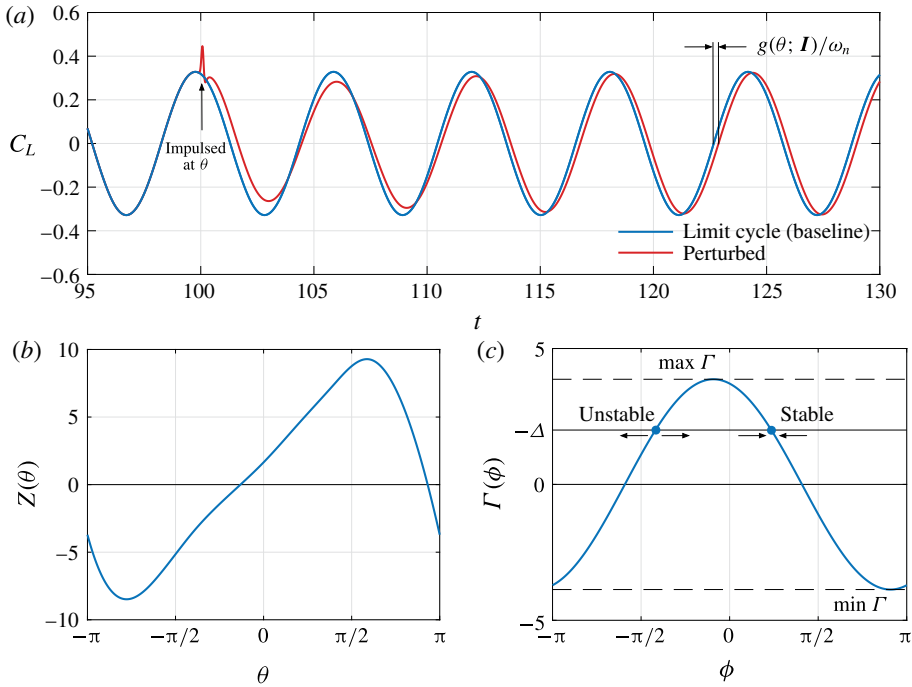 (a)
0.6
0.4
0.2
0
−0.2
−0.4
−0.6
C_L
Impulsed
at θ
g(θ; I)/ω_n
Limit cycle (baseline)
Perturbed
95 100 105 110 115 120 125 130
t
(b)
10
5
0
−5
−10
Z(θ)
−π −π/2 0 π/2 π
θ
(c)
5
−Δ
0
−5
Γ(ϕ)
max Γ
Unstable Stable
min Γ
−π −π/2 0 π/2 π
ϕ